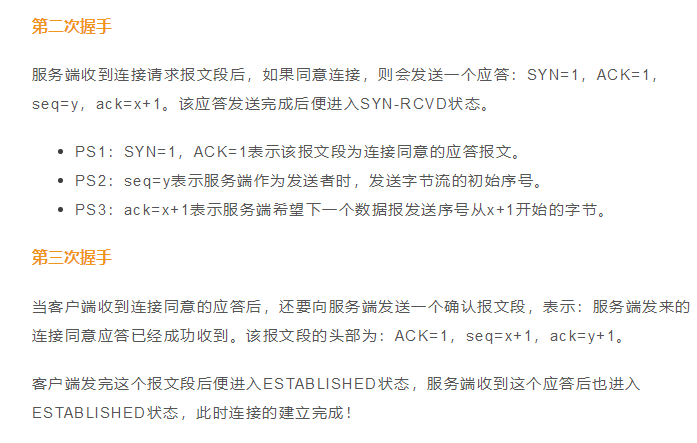 第二次握手
服务端收到连接请求报文段后，如果同意连接，则会发送一个应答：SYN=1，ACK=1，
seq=y，ack=x+1。该应答发送完成后便进入SYN-RCVD状态。
PS1：SYN=1，ACK=1表示该报文段为连接同意的应答报文。
PS2：seq=y表示服务端作为发送者时，发送字节流的初始序号。
PS3：ack=x+1表示服务端希望下一个数据报发送序号从x+1开始的字节。
第三次握手
当客户端收到连接同意的应答后，还要向服务端发送一个确认报文段，表示：服务端发来的
连接同意应答已经成功收到。该报文段的头部为：ACK=1，seq=x+1，ack=y+1。
客户端发完这个报文段后便进入ESTABLISHED状态，服务端收到这个应答后也进入
ESTABLISHED状态，此时连接的建立完成！